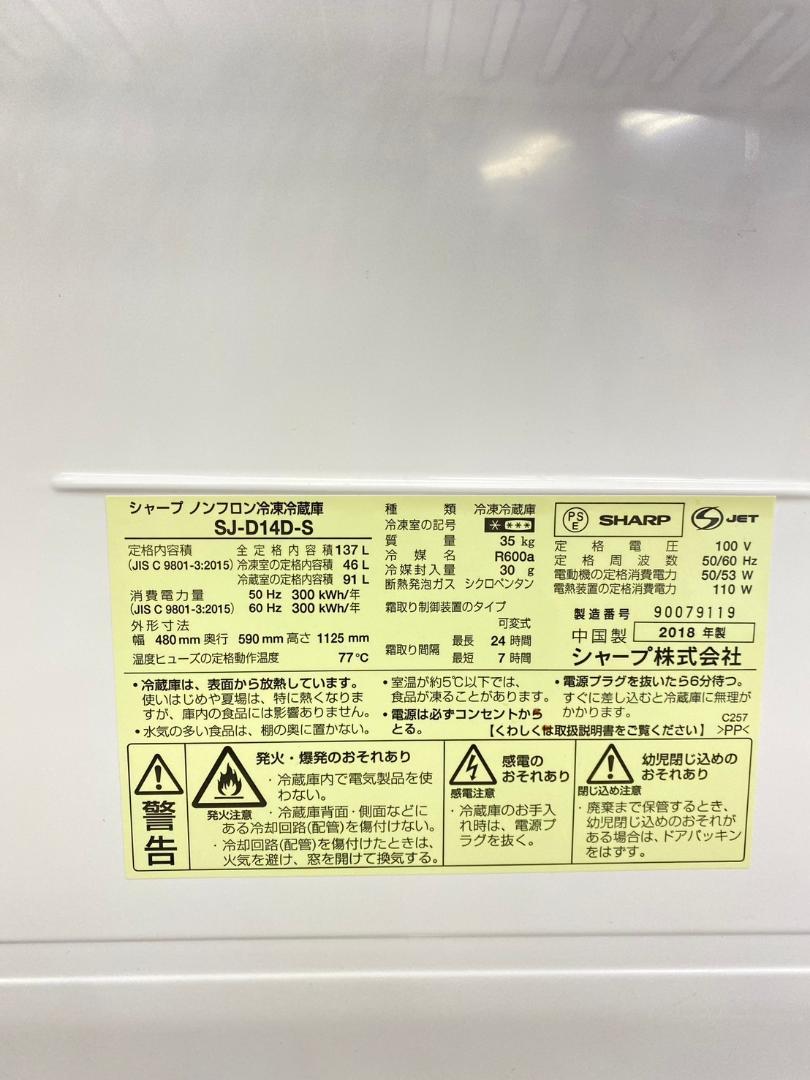 シャープ ノンフロン冷凍冷蔵庫
SJ-D14D-S
定格内容積 全定格内容積 137 L
(JIS C 9801-3:2015) 冷凍室の定格内容積 46 L
冷蔵室の定格内容積 91 L
消費電力量 50 Hz 300 kWh/年
(JIS C 9801-3:2015) 60 Hz 300 kWh/年
外形寸法
幅 480 mm 奥行 590 mm 高さ 1125 mm
温度ヒューズの定格動作温度 77℃
種類 冷凍冷蔵庫
冷凍室の記号 * ***
質量 35 kg
冷媒名 R600a
冷媒封入量 30 g
断熱発泡ガス シクロペンタン
霜取り制御装置のタイプ
可変式
霜取り間隔 最長 24 時間
最短 7 時間
PS E SHARP S JET
定格電圧 100 V
定格周波数 50/60 Hz
電動機の定格消費電力 50/53 W
電熱装置の定格消費電力 110 W
製造番号 90079119
中国製 2018 年製
シャープ株式会社
・冷蔵庫は、表面から放熱しています。
使いはじめや夏場は、特に熱くなりま
すが、庫内の食品には影響ありません。
・水気の多い食品は、棚の奥に置かない。
・室温が約5℃以下では、
食品が凍ることがあります。
・電源は必ずコンセントから
とる。
・電源プラグを抜いたら6分待つ。
すぐに差し込むと冷蔵庫に無理が
かかります。
【くわしくは取扱説明書をご覧ください】
C257
>PP<
警告
発火・爆発のおそれあり
発火注意
・冷蔵庫内で電気製品を使
わない。
・冷蔵庫背面・側面などに
ある冷却回路(配管)を傷付けない。
・冷却回路(配管)を傷付けたときは、
火気を避け、窓を開けて換気する。
感電の
おそれあり
感電注意
・冷蔵庫のお手入
れ時は、電源プ
ラグを抜く。
幼児閉じ込めの
おそれあり
閉じ込め注意
・廃棄まで保管するとき、
幼児閉じ込めのおそれが
ある場合は、ドアパッキン
をはずす。